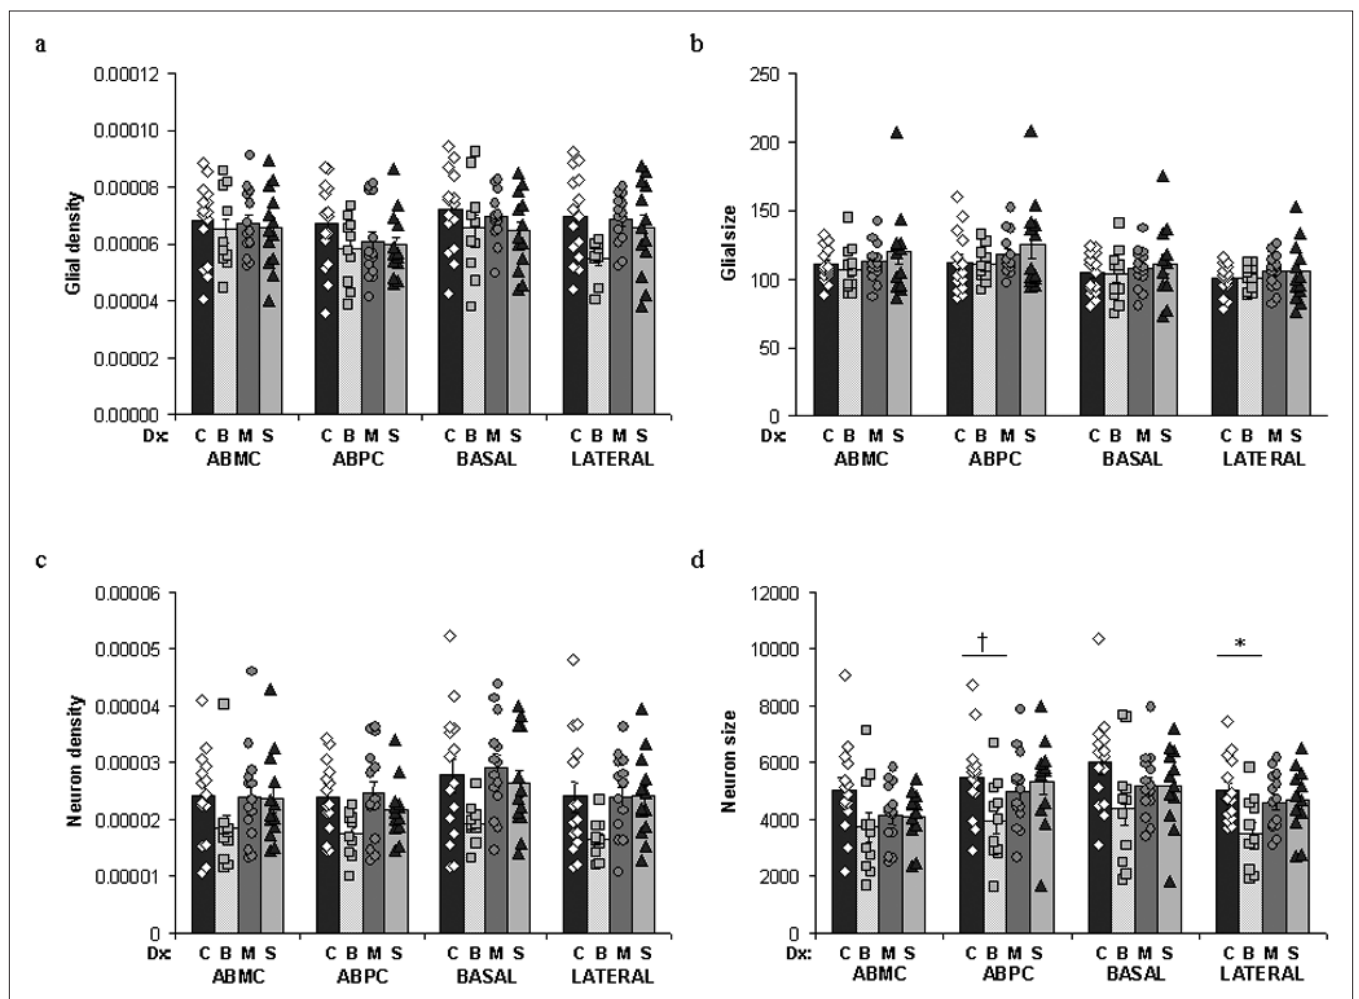 a
0.00012
0.00010
0.00008
0.00006
0.00004
0.00002
0.00000
Glial density
Dx: C B M S C B M S C B M S C B M S
ABMC ABPC BASAL LATERAL
b
250
200
150
100
50
0
Glial size
Dx: C B M S C B M S C B M S C B M S
ABMC ABPC BASAL LATERAL
c
0.00006
0.00005
0.00004
0.00003
0.00002
0.00001
0
Neuron density
Dx: C B M S C B M S C B M S C B M S
ABMC ABPC BASAL LATERAL
d
12000
10000
8000
6000
4000
2000
0
Neuron size
† *
Dx: C B M S C B M S C B M S C B M S
ABMC ABPC BASAL LATERAL